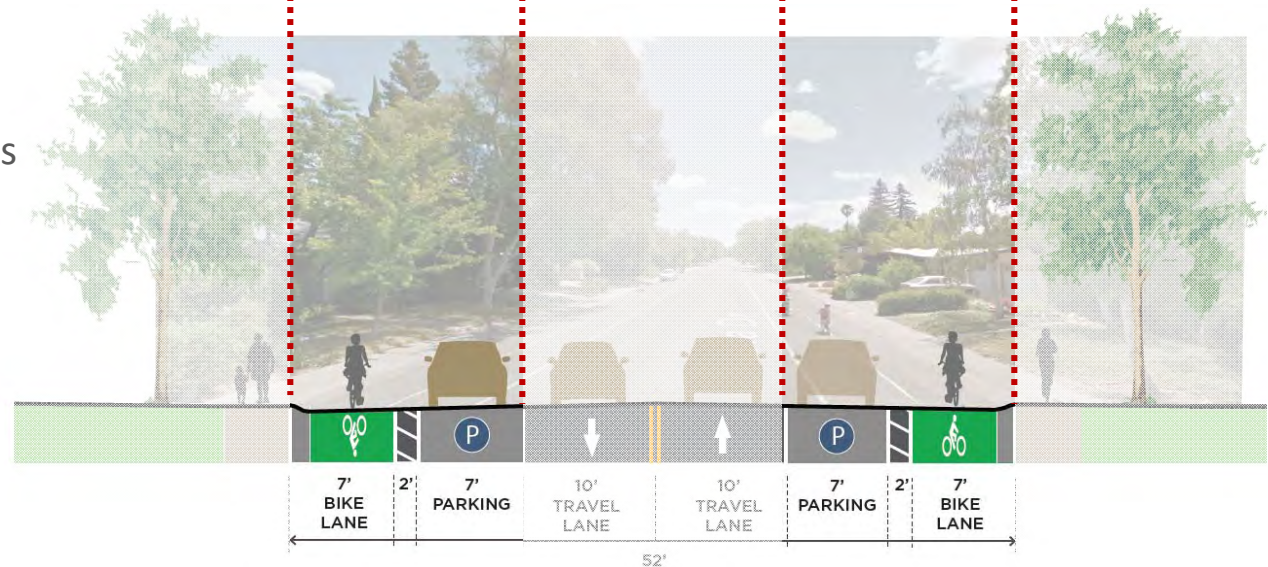 S
P
P
7'
BIKE
LANE
2'
7'
PARKING
10'
TRAVEL
LANE
10'
TRAVEL
LANE
7'
PARKING
2'
7'
BIKE
LANE
52'